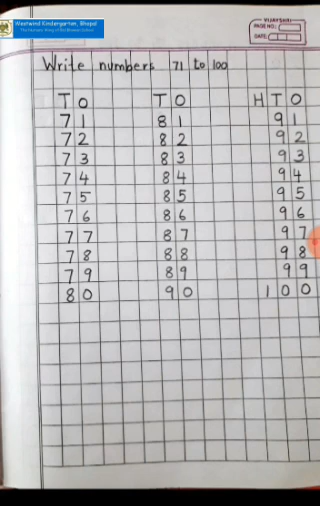 Westwind Kindergarten, Bhopal
PAGE NO.:
DATE:
Write numbers 71 to 100
T O T O H T O
7 1 8 1 9 1
7 2 8 2 9 2
7 3 8 3 9 3
7 4 8 4 9 4
7 5 8 5 9 5
7 6 8 6 9 6
7 7 8 7 9 7
7 8 8 8 9 8
7 9 8 9 9 9
8 0 9 0 1 0 0